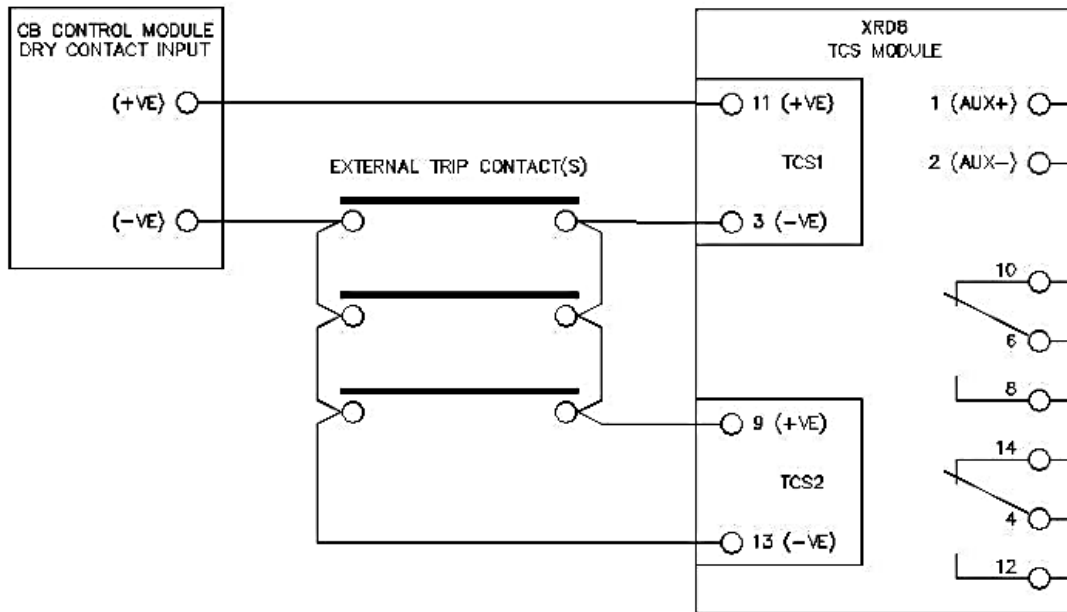 CB CONTROL MODULE
DRY CONTACT INPUT
(+VE)
(-VE)
EXTERNAL TRIP CONTACT(S)
XRD8
TCS MODULE
11 (+VE)
TCS1
3 (-VE)
1 (AUX+)
2 (AUX-)
10
6
8
9 (+VE)
TCS2
13 (-VE)
14
4
12